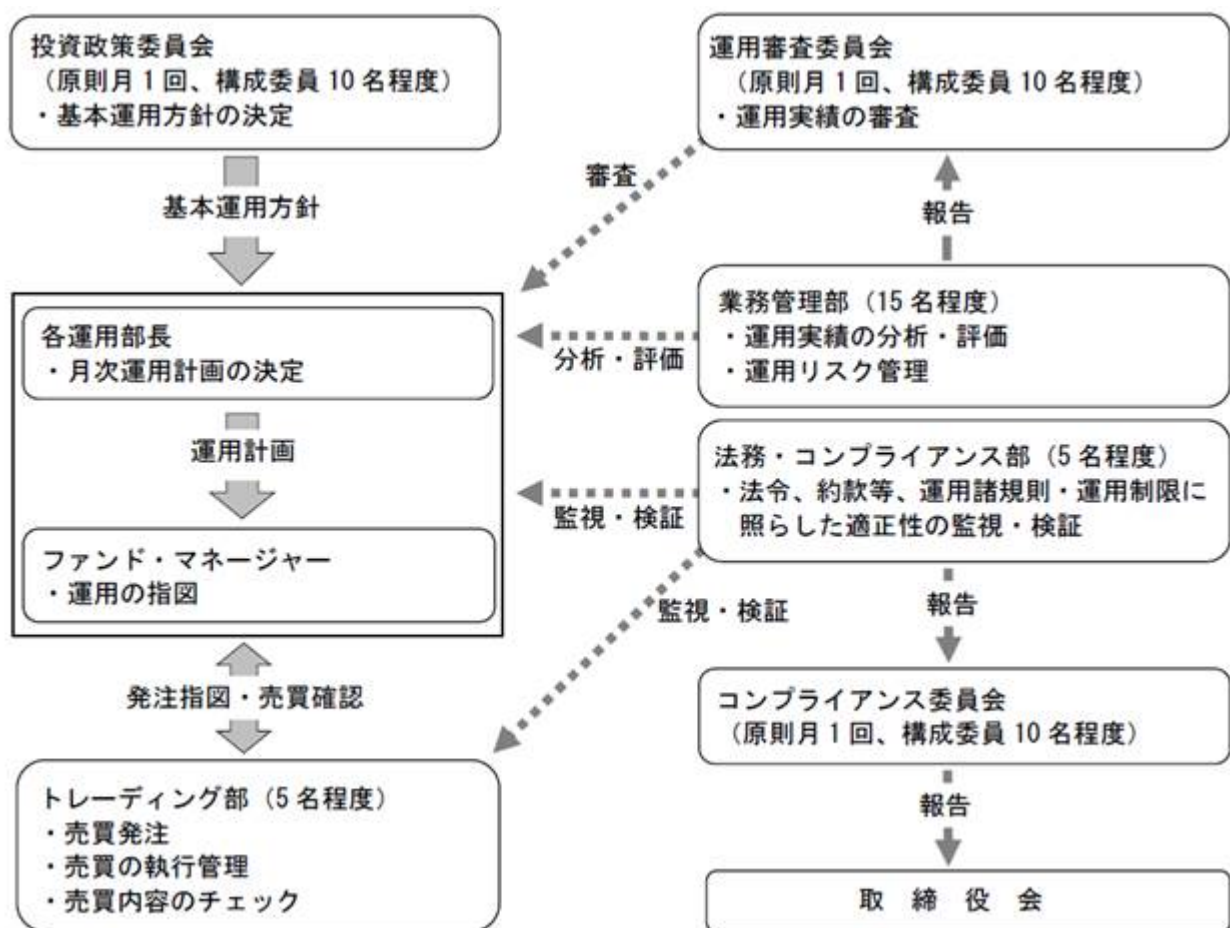 投資政策委員会
（原則月１回、構成委員 10 名程度）
・基本運用方針の決定
基本運用方針
各運用部長
・月次運用計画の決定
運用計画
ファンド・マネージャー
・運用の指図
発注指図・売買確認
トレーディング部（5 名程度）
・売買発注
・売買の執行管理
・売買内容のチェック
運用審査委員会
（原則月１回、構成委員 10 名程度）
・運用実績の審査
審査
報告
業務管理部（15 名程度）
・運用実績の分析・評価
・運用リスク管理
分析・評価
法務・コンプライアンス部（5 名程度）
・法令、約款等、運用諸規則・運用制限に
照らした適正性の監視・検証
監視・検証
監視・検証
報告
コンプライアンス委員会
（原則月１回、構成委員 10 名程度）
報告
取　締　役　会